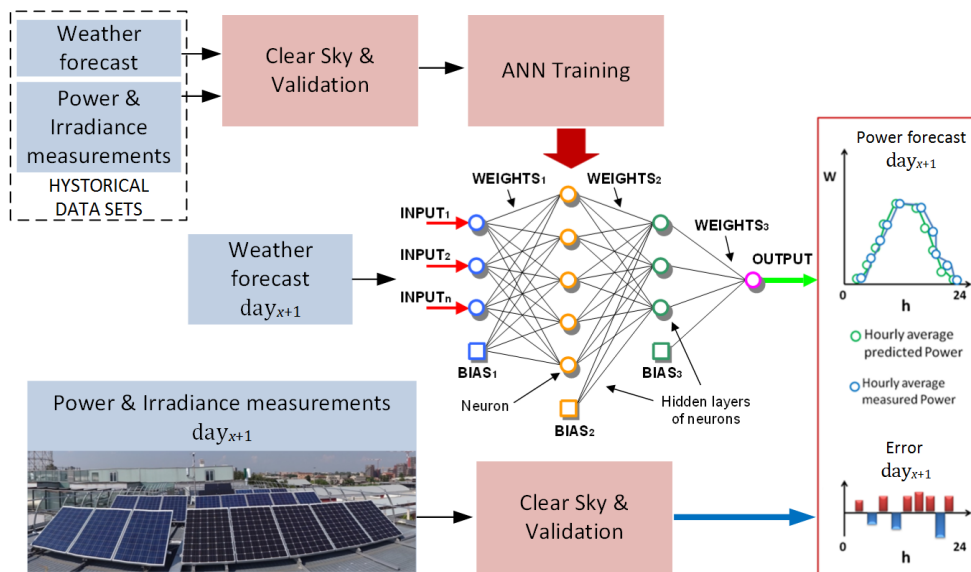 Weather
forecast
Power &
Irradiance
measurements
HYSTORICAL
DATA SETS
Clear Sky &
Validation
ANN Training
Weather
forecast
dayx+1
INPUT1
INPUT2
INPUTn
BIAS1
WEIGHTS1
WEIGHTS2
WEIGHTS3
OUTPUT
Neuron
BIAS2
BIAS3
Hidden layers
of neurons
Power & Irradiance measurements
dayx+1
Clear Sky &
Validation
Power forecast
dayx+1
W
0
24
h
Hourly average
predicted Power
Hourly average
measured Power
Error
dayx+1
0
24
h